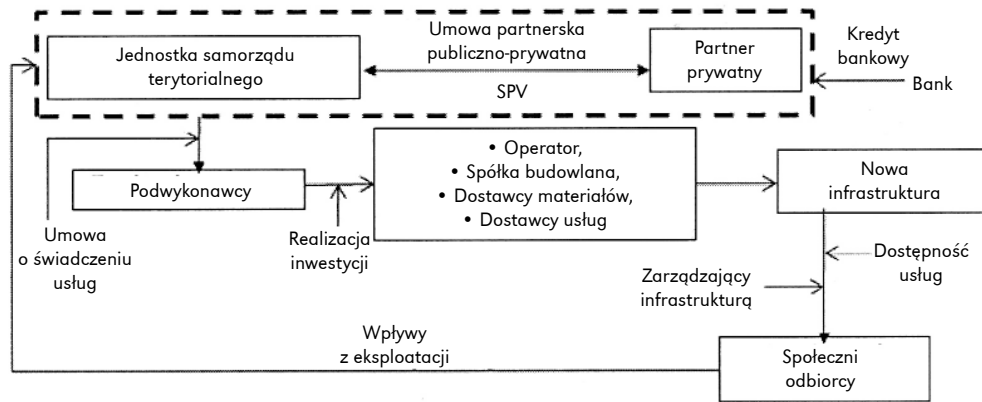 Jednostka samorządu
terytorialnego
Umowa partnerska
publiczno-prywatna
SPV
Partner
prywatny
Kredyt
bankowy
Bank
Podwykonawcy
Umowa
o świadczeniu
usług
Realizacja
inwestycji
• Operator,
• Spółka budowlana,
• Dostawcy materiałów,
• Dostawcy usług
Nowa
infrastruktura
Dostępność
usług
Zarządzający
infrastrukturą
Wpływy
z eksploatacji
Społeczni
odbiorcy